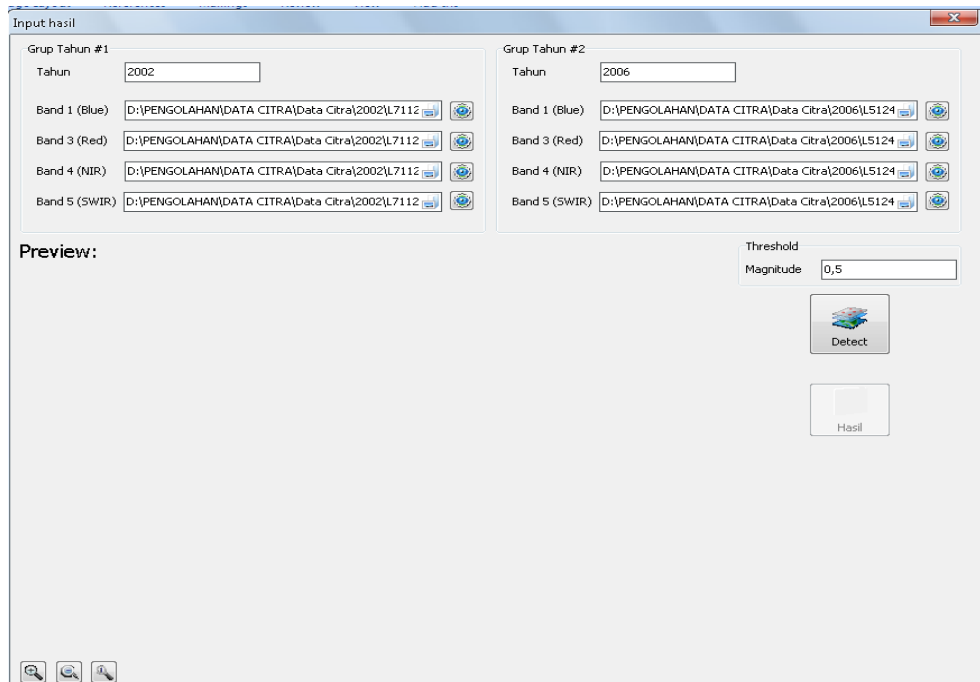 Input hasil
Grup Tahun #1
Tahun 2002
Band 1 (Blue) D:\PENGOLAHAN\DATA CITRA\Data Citra\2002\L7112
Band 3 (Red) D:\PENGOLAHAN\DATA CITRA\Data Citra\2002\L7112
Band 4 (NIR) D:\PENGOLAHAN\DATA CITRA\Data Citra\2002\L7112
Band 5 (SWIR) D:\PENGOLAHAN\DATA CITRA\Data Citra\2002\L7112
Grup Tahun #2
Tahun 2006
Band 1 (Blue) D:\PENGOLAHAN\DATA CITRA\Data Citra\2006\L5124
Band 3 (Red) D:\PENGOLAHAN\DATA CITRA\Data Citra\2006\L5124
Band 4 (NIR) D:\PENGOLAHAN\DATA CITRA\Data Citra\2006\L5124
Band 5 (SWIR) D:\PENGOLAHAN\DATA CITRA\Data Citra\2006\L5124
Preview:
Threshold
Magnitude 0,5
Detect
Hasil